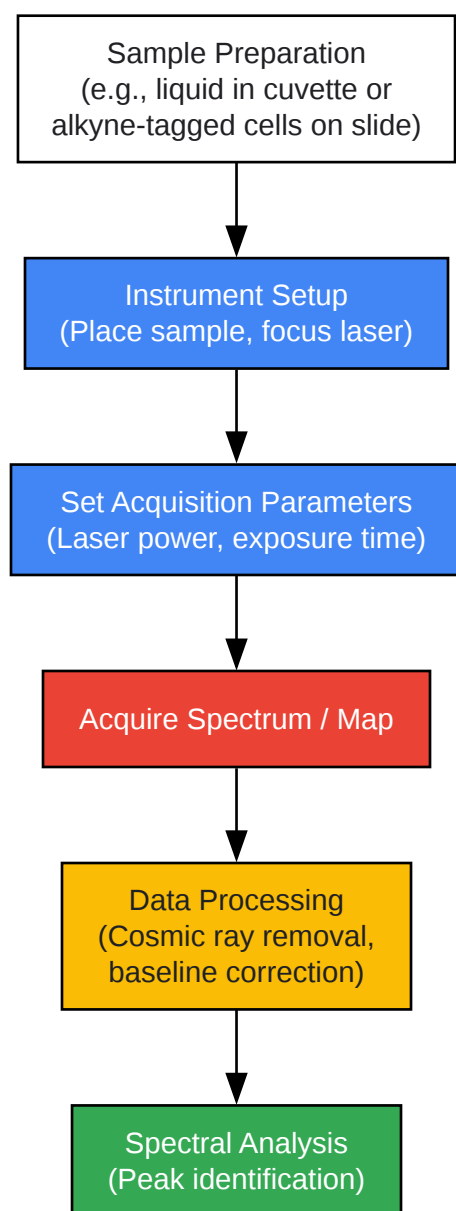 Sample Preparation
(e.g., liquid in cuvette or
alkyne-tagged cells on slide)
Instrument Setup
(Place sample, focus laser)
Set Acquisition Parameters
(Laser power, exposure time)
Acquire Spectrum / Map
Data Processing
(Cosmic ray removal,
baseline correction)
Spectral Analysis
(Peak identification)